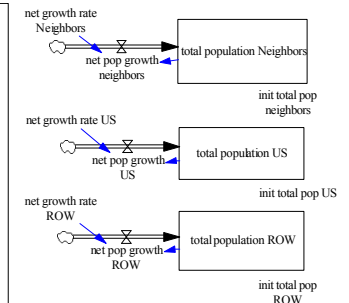 net growth rate
Neighbors
total population Neighbors
net pop growth
neighbors
init total pop
neighbors
net growth rate US
total population US
net pop growth
US
init total pop US
net growth rate
ROW
total population ROW
net pop growth
ROW
init total pop
ROW